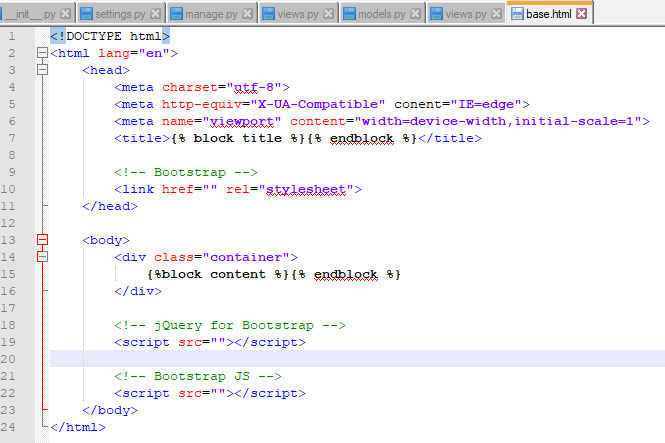 __init__.py settings.py manage.py views.py models.py views.py base.html
1 <!DOCTYPE html>
2 <html lang="en">
3 <head>
4 <meta charset="utf-8">
5 <meta http-equiv="X-UA-Compatible" conent="IE=edge">
6 <meta name="viewport" content="width=device-width,initial-scale=1">
7 <title>{% block title %}{% endblock %}</title>
8
9 <!-- Bootstrap -->
10 <link href="" rel="stylesheet">
11 </head>
12
13 <body>
14 <div class="container">
15 {%block content %}{% endblock %}
16 </div>
17
18 <!-- jQuery for Bootstrap -->
19 <script src=""></script>
20
21 <!-- Bootstrap JS -->
22 <script src=""></script>
23 </body>
24 </html>